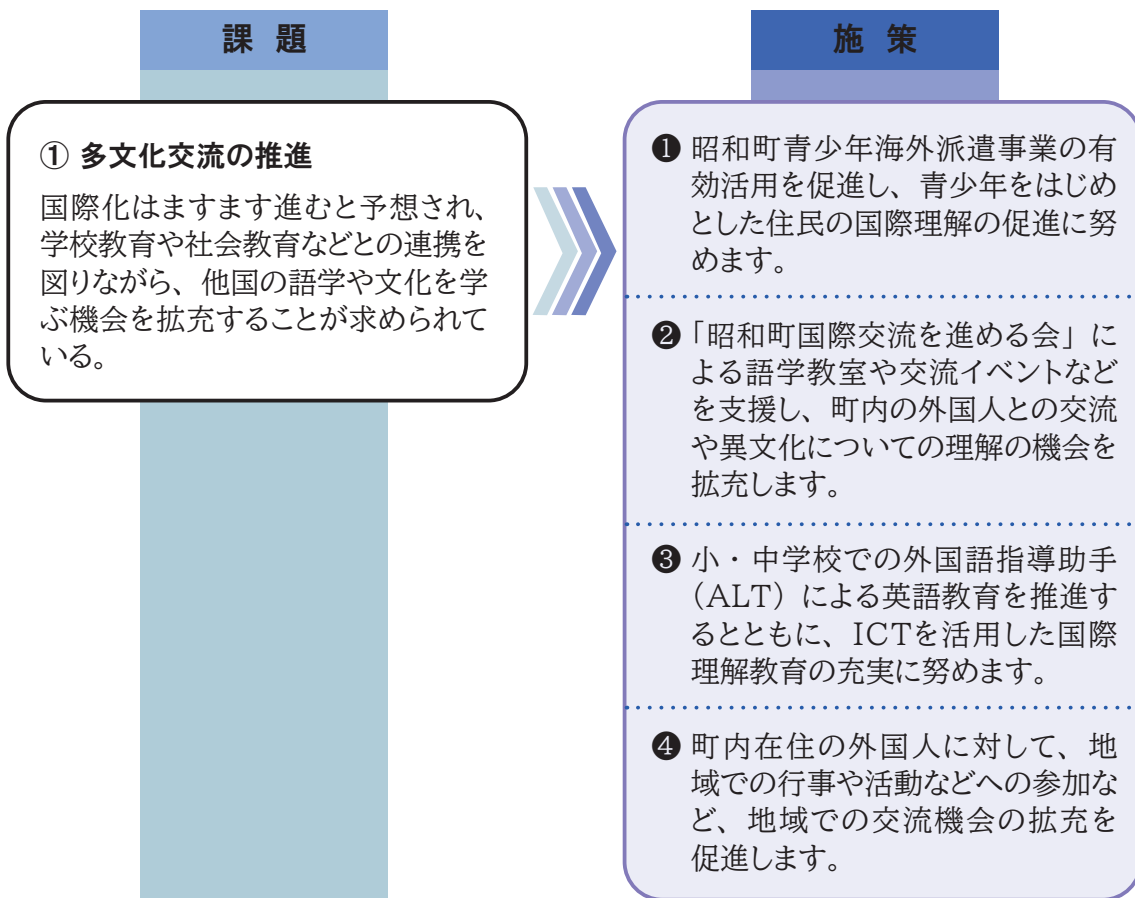 課 題
① 多文化交流の推進
国際化はますます進むと予想され、
学校教育や社会教育などとの連携を
図りながら、他国の語学や文化を学
ぶ機会を拡充することが求められて
いる。
施 策
❶ 昭和町青少年海外派遣事業の有
効活用を促進し、青少年をはじめ
とした住民の国際理解の促進に努
めます。
❷「昭和町国際交流を進める会」に
よる語学教室や交流イベントなど
を支援し、町内の外国人との交流
や異文化についての理解の機会を
拡充します。
❸ 小・中学校での外国語指導助手
（ALT）による英語教育を推進す
るとともに、ICTを活用した国際
理解教育の充実に努めます。
❹ 町内在住の外国人に対して、地
域での行事や活動などへの参加な
ど、地域での交流機会の拡充を
促進します。